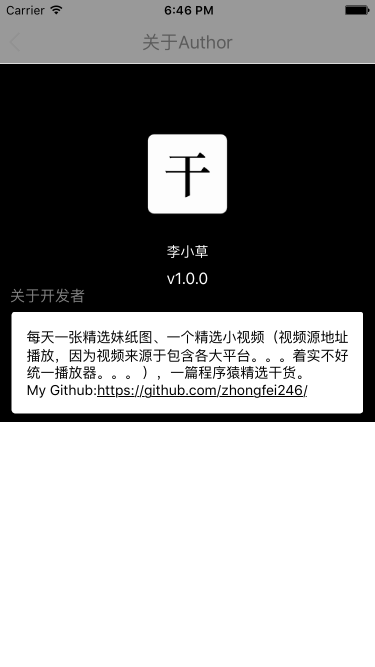 Carrier 6:46 PM
关于Author
干
李小草
v1.0.0
关于开发者
每天一张精选妹纸图、一个精选小视频（视频源地址
播放，因为视频来源于包含各大平台。。。着实不好
统一播放器。。。），一篇程序猿精选干货。
My Github:https://github.com/zhongfei246/